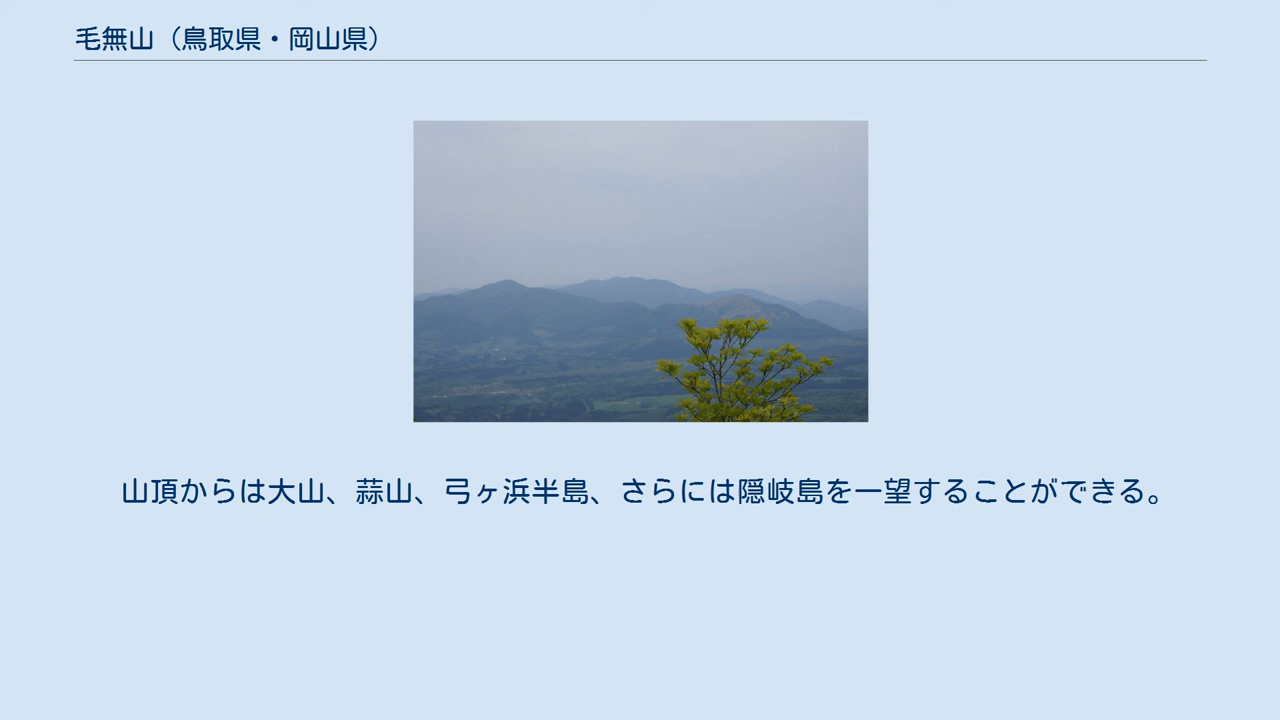 毛無山（鳥取県・岡山県）
山頂からは大山、蒜山、弓ヶ浜半島、さらには隠岐島を一望することができる。